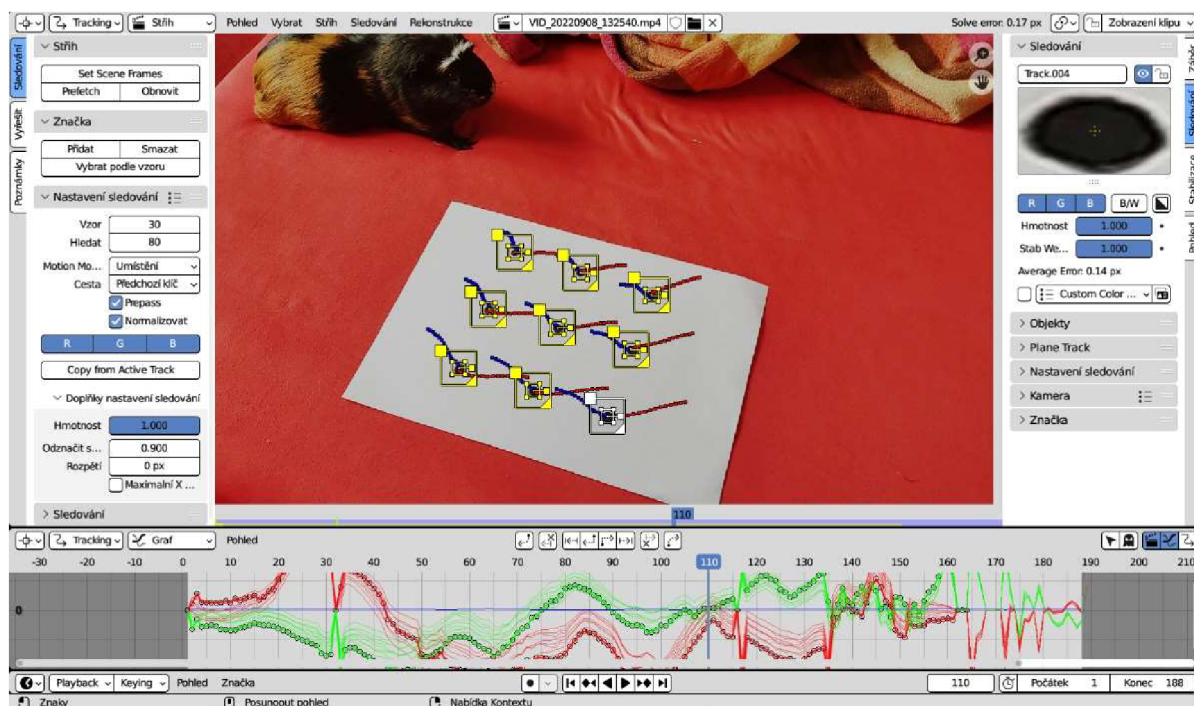 Tracking Střih Pohled Vybrat Střih Sledování Rekonstrukce VID_20220908_132540.mp4 Solve error: 0.17 px Zobrazení klipu
Sledování
Vyřešit
Poznámky
Střih
Set Scene Frames
Prefetch Obnovit
Značka
Přidat Smazat
Vybrat podle vzoru
Nastavení sledování
Vzor 30
Hledat 80
Motion Mo... Umístění
Cesta Předchozí klíč
Prepass
Normalizovat
R G B
Copy from Active Track
Doplňky nastavení sledování
Hmotnost 1.000
Odznačit s... 0.900
Rozpětí 0 px
Maximalní X ...
Sledování
110
Sledování
Track.004
R G B B/W
Hmotnost 1.000
Stab We... 1.000
Average Error: 0.14 px
Custom Color ...
Objekty
Plane Track
Nastavení sledování
Kamera
Značka
Záběr
Sledování
Stabilizace
Pohled
Tracking Graf Pohled
-30 -20 -10 0 10 20 30 40 50 60 70 80 90 100 110 120 130 140 150 160 170 180 190 200 210
0
Playback Keying Pohled Značka 110 Počátek 1 Konec 188
Znaky Posunout pohled Nabídka Kontextu